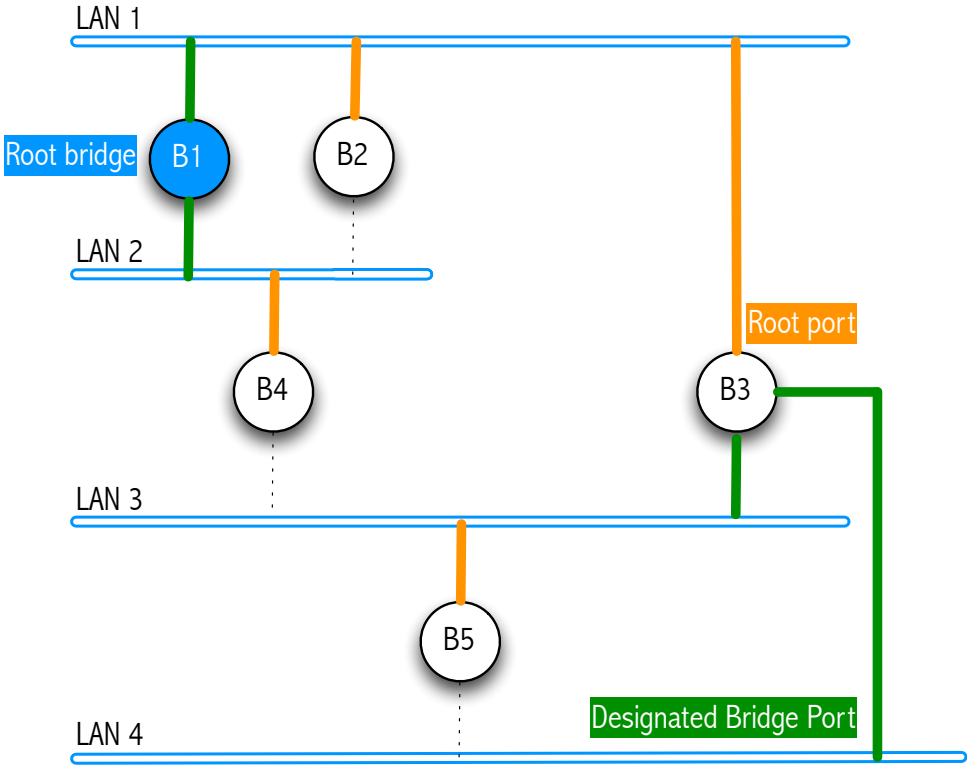 LAN 1
Root bridge
B1
B2
LAN 2
Root port
B4
B3
LAN 3
B5
Designated Bridge Port
LAN 4